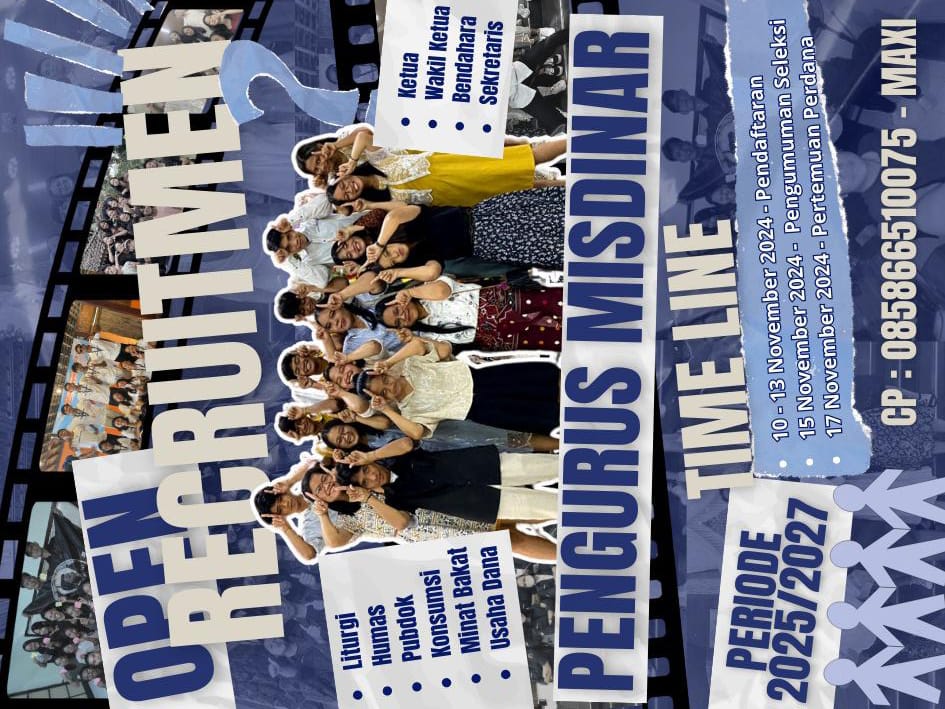 OPEN
RECRUITMEN
Ketua
Wakil Ketua
Bendahara
Sekretaris
Liturgi
Humas
Pubdok
Konsumsi
Minat Bakat
Usaha Dana
PENGURUS MISDINAR
PERIODE
2025/2027
TIME LINE
10 - 13 November 2024 - Pendaftaran
15 November 2024 - Pengumuman Seleksi
17 November 2024 - Pertemuan Perdana
CP : 085866510075 - MAXI